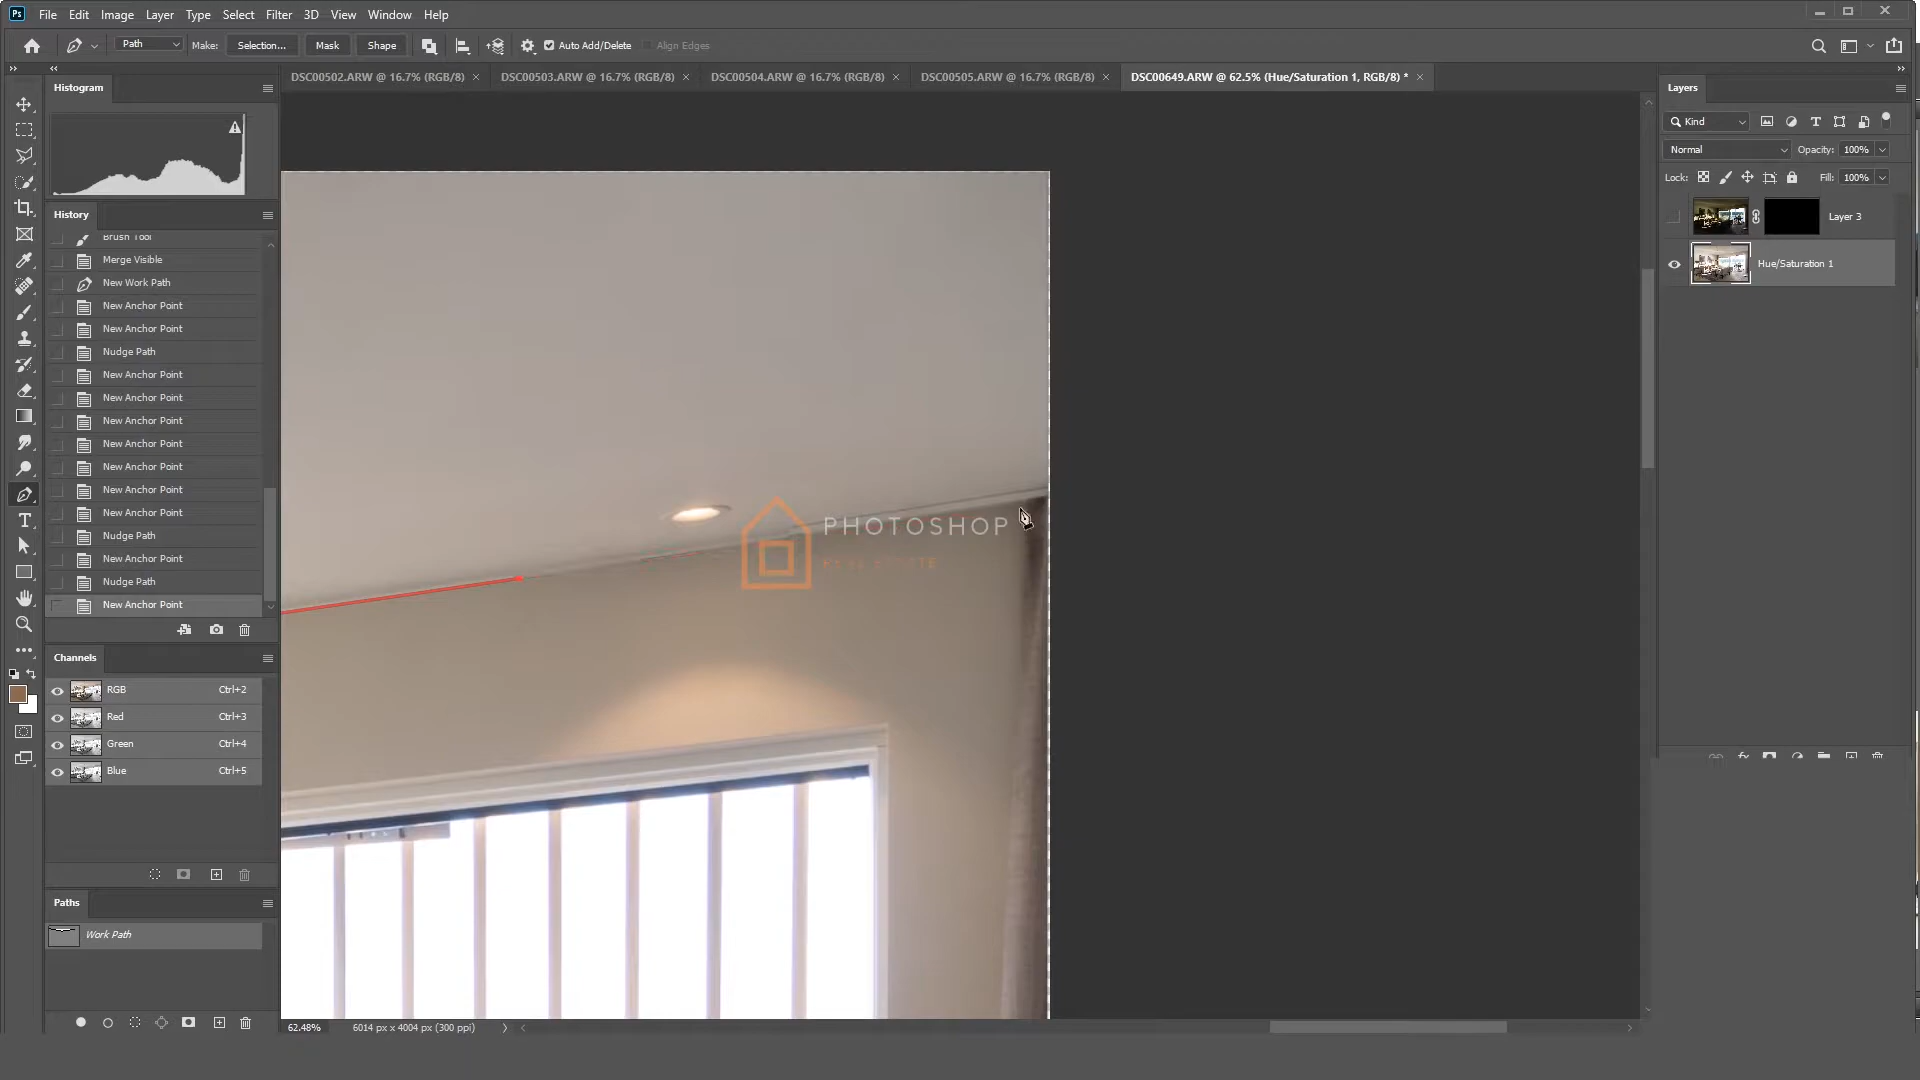 Ps File Edit Image Layer Type Select Filter 3D View Window Help
Path Make: Selection... Mask Shape Auto Add/Delete Align Edges
DSC00502.ARW @ 16.7% (RGB/8) × DSC00503.ARW @ 16.7% (RGB/8) × DSC00504.ARW @ 16.7% (RGB/8) × DSC00505.ARW @ 16.7% (RGB/8) × DSC00649.ARW @ 62.5% (Hue/Saturation 1, RGB/8) * ×
Histogram
History
Brush Tool
Merge Visible
New Work Path
New Anchor Point
New Anchor Point
Nudge Path
New Anchor Point
New Anchor Point
New Anchor Point
New Anchor Point
New Anchor Point
New Anchor Point
New Anchor Point
Nudge Path
New Anchor Point
Nudge Path
New Anchor Point
Channels
RGB Ctrl+2
Red Ctrl+3
Green Ctrl+4
Blue Ctrl+5
Paths
Work Path
PHOTOSHOP
REAL ESTATE
62.48% 6014 px x 4004 px (300 ppi)
Layers
Kind
Normal Opacity: 100%
Lock: Fill: 100%
Layer 3
Hue/Saturation 1